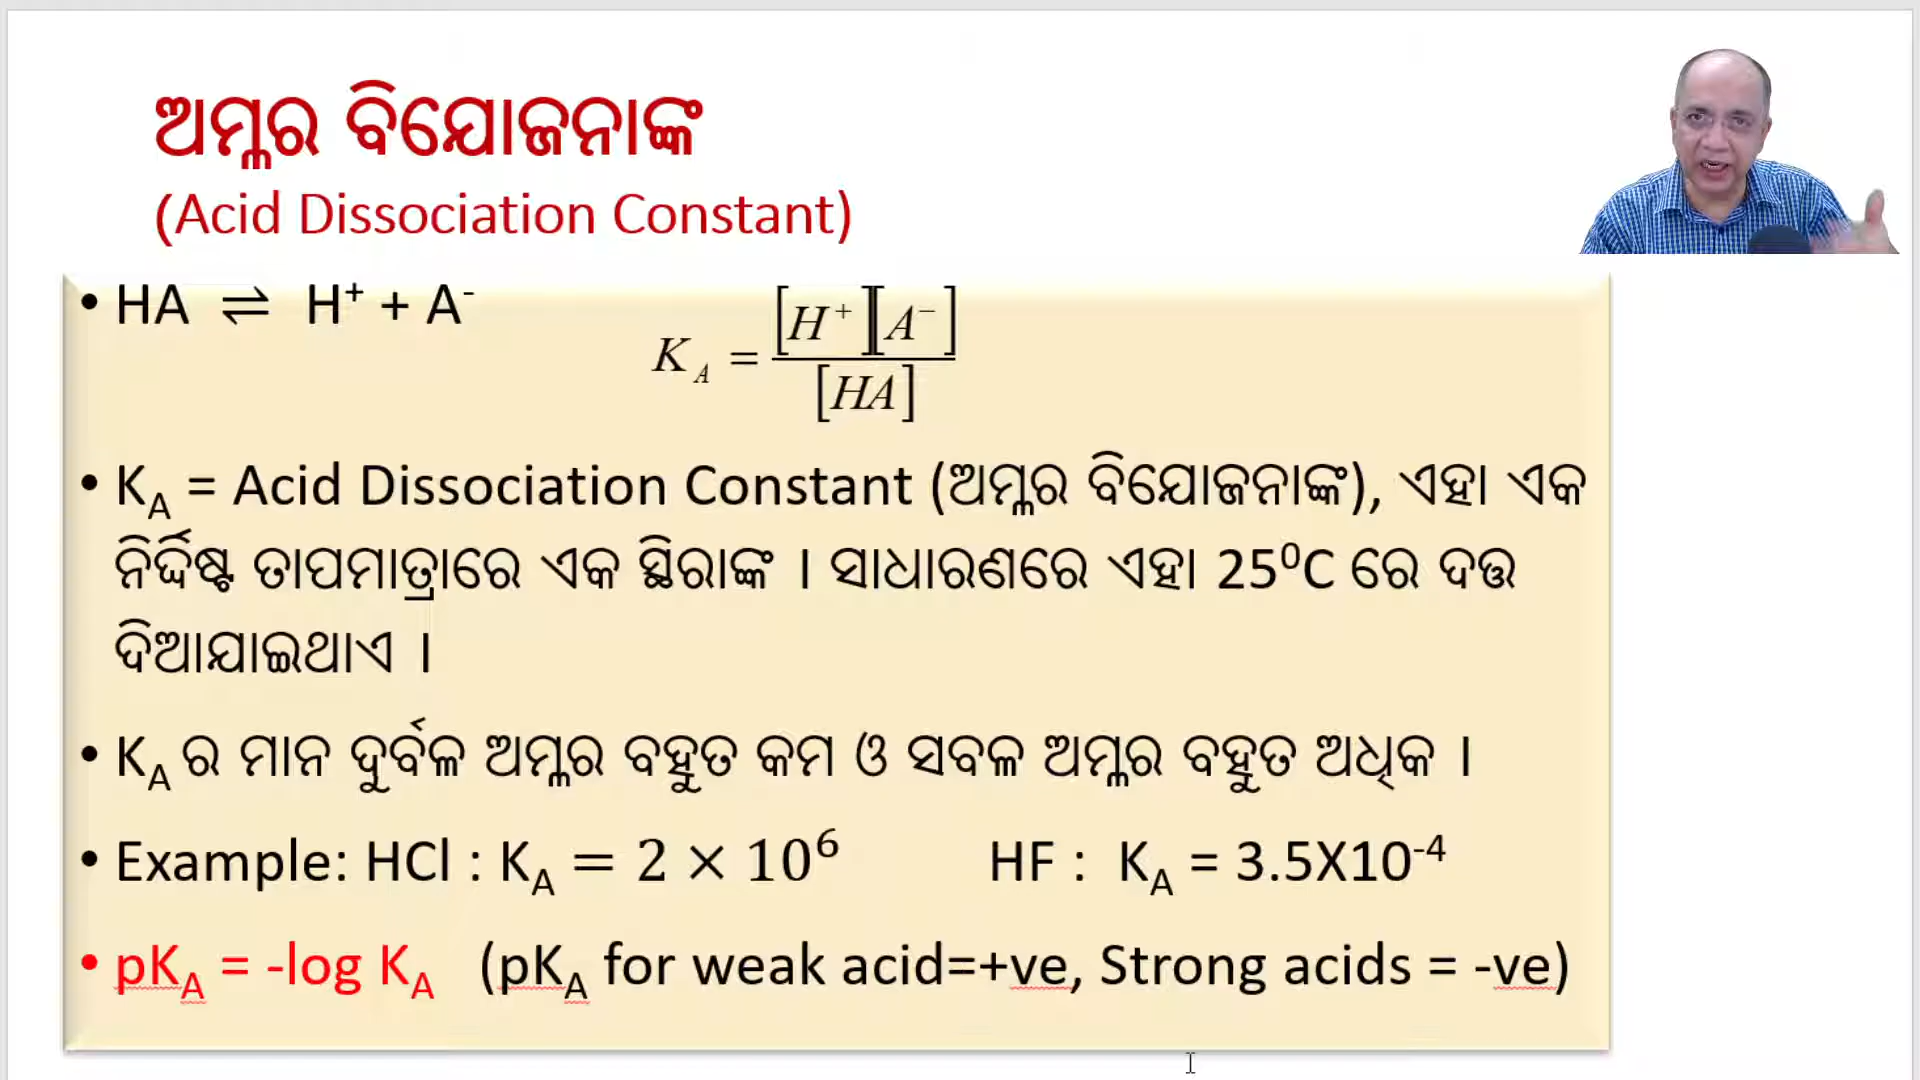 ଅମ୍ଳର ବିଯୋଜନାଙ୍କ
(Acid Dissociation Constant)
• HA ⇌ H⁺ + A⁻
K_A = [H⁺][A⁻] / [HA]
• K_A = Acid Dissociation Constant (ଅମ୍ଳର ବିଯୋଜନାଙ୍କ), ଏହା ଏକ
ନିର୍ଦ୍ଦିଷ୍ଟ ତାପମାତ୍ରାରେ ଏକ ସ୍ଥିରାଙ୍କ । ସାଧାରଣରେ ଏହା 25⁰C ରେ ଦତ୍ତ
ଦିଆଯାଇଥାଏ ।
• K_A ର ମାନ ଦୁର୍ବଳ ଅମ୍ଳର ବହୁତ କମ ଓ ସବଳ ଅମ୍ଳର ବହୁତ ଅଧିକ ।
• Example: HCl : K_A = 2 × 10⁶ HF : K_A = 3.5X10⁻⁴
• pK_A = -log K_A (pK_A for weak acid=+ve, Strong acids = -ve)